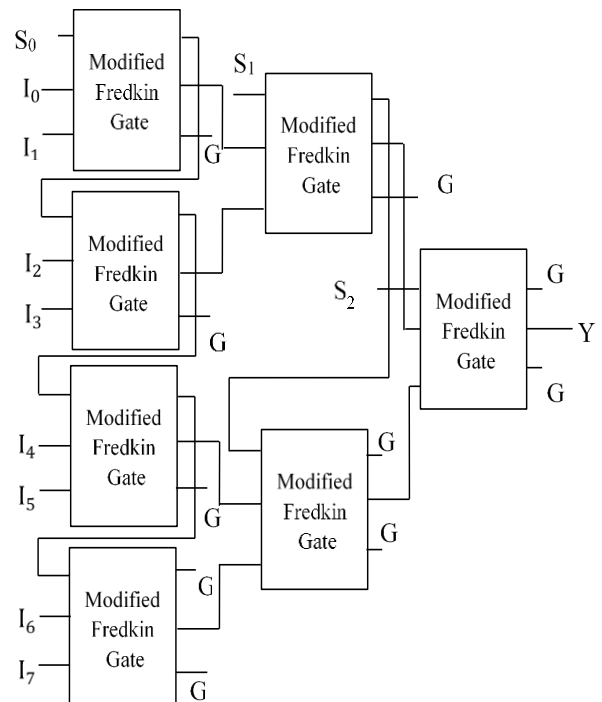 S₀
I₀
I₁
Modified
Fredkin
Gate
G
S₁
Modified
Fredkin
Gate
G
I₂
I₃
Modified
Fredkin
Gate
G
S₂
Modified
Fredkin
Gate
G
Y
G
I₄
I₅
Modified
Fredkin
Gate
G
Modified
Fredkin
Gate
G
G
I₆
I₇
Modified
Fredkin
Gate
G
G